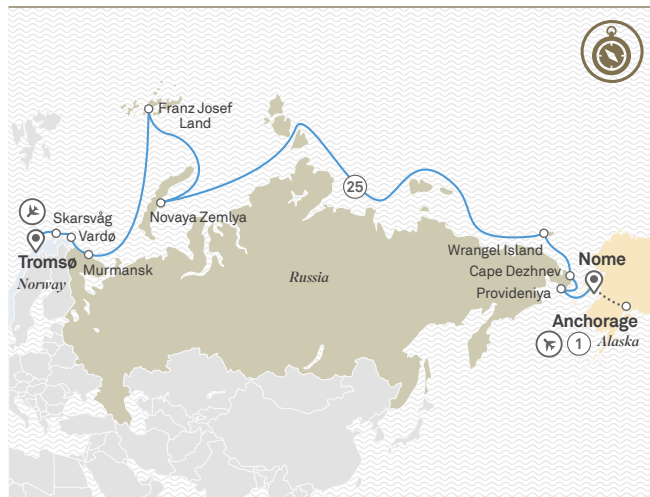 Franz Josef
Land
25
Skarsvåg
Novaya Zemlya
Vardø
Tromsø
Murmansk
Norway
Russia
Wrangel Island
Nome
Cape Dezhnev
Provideniya
Anchorage
1
Alaska